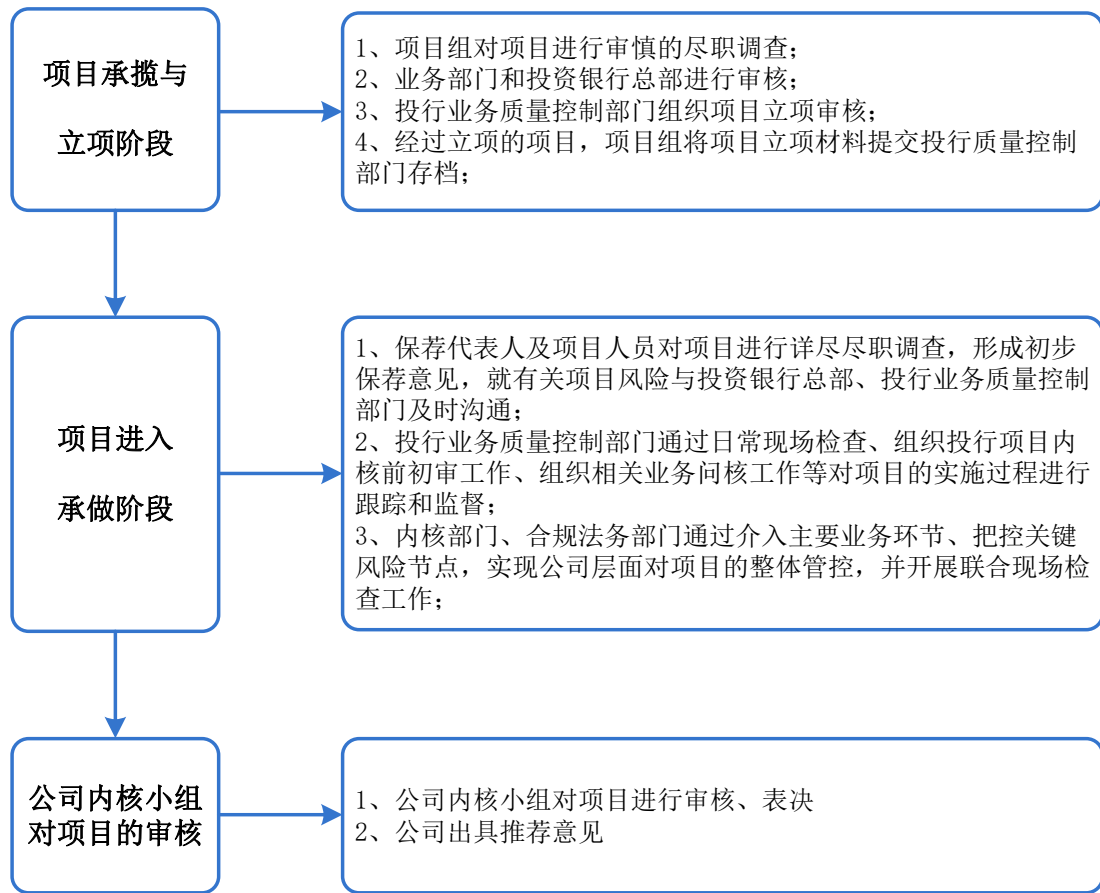 项目承揽与
立项阶段
1、项目组对项目进行审慎的尽职调查；
2、业务部门和投资银行总部进行审核；
3、投行业务质量控制部门组织项目立项审核；
4、经过立项的项目，项目组将项目立项材料提交投行质量控制
部门存档；
项目进入
承做阶段
1、保荐代表人及项目人员对项目进行详尽尽职调查，形成初步
保荐意见，就有关项目风险与投资银行总部、投行业务质量控制
部门及时沟通；
2、投行业务质量控制部门通过日常现场检查、组织投行项目内
核前初审工作、组织相关业务问核工作等对项目的实施过程进行
跟踪和监督；
3、内核部门、合规法务部门通过介入主要业务环节、把控关键
风险节点，实现公司层面对项目的整体管控，并开展联合现场检
查工作；
公司内核小组
对项目的审核
1、公司内核小组对项目进行审核、表决
2、公司出具推荐意见